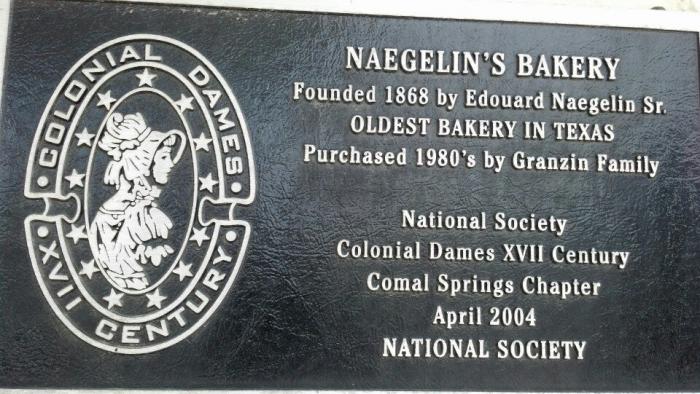 COLONIAL DAMES
XVII CENTURY
NAEGELIN'S BAKERY
Founded 1868 by Edouard Naegelin Sr.
OLDEST BAKERY IN TEXAS
Purchased 1980's by Granzin Family
National Society
Colonial Dames XVII Century
Comal Springs Chapter
April 2004
NATIONAL SOCIETY